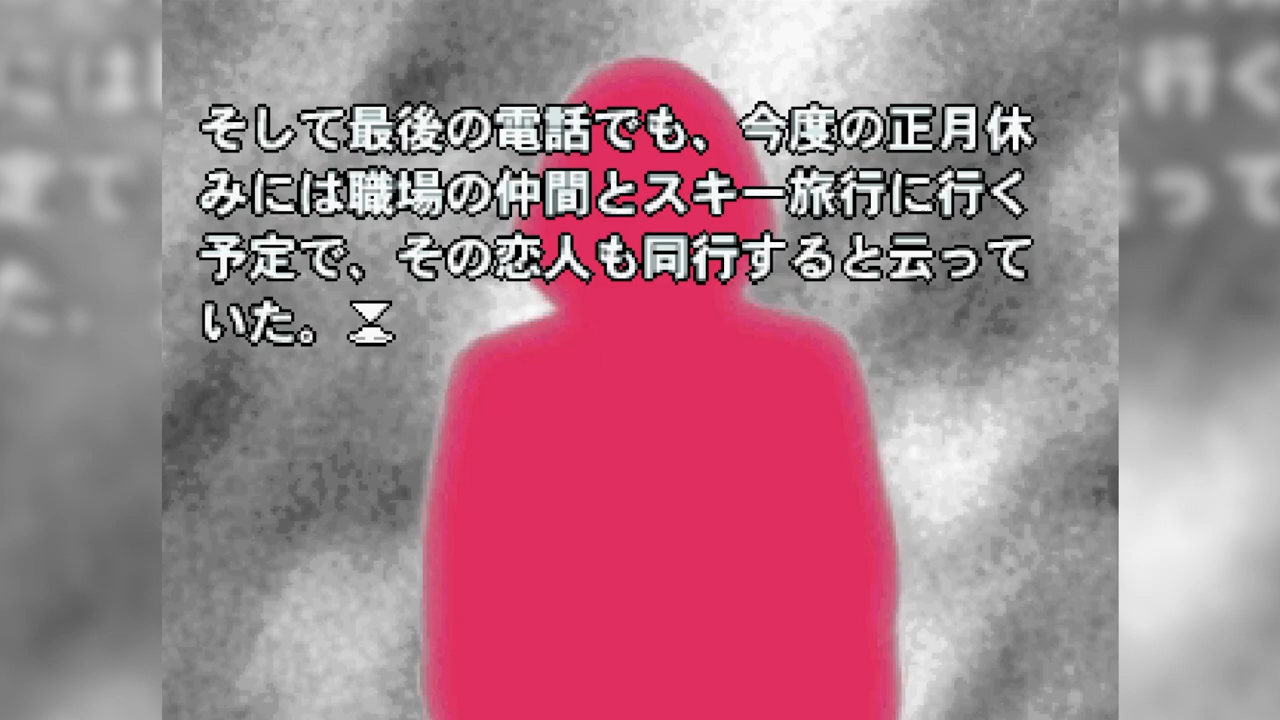 そして最後の電話でも、今度の正月休
みには職場の仲間とスキー旅行に行く
予定で、その恋人も同行すると云って
いた。